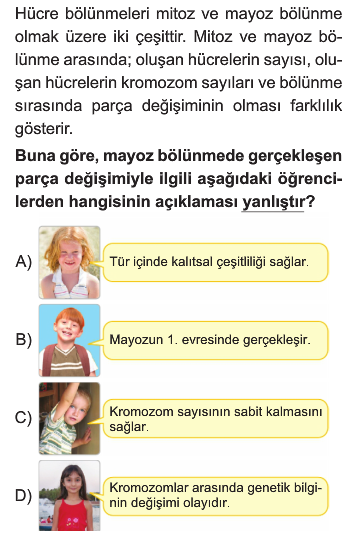 Hücre bölünmeleri mitoz ve mayoz bölünme
olmak üzere iki çeşittir. Mitoz ve mayoz bö-
lünme arasında; oluşan hücrelerin sayısı, olu-
şan hücrelerin kromozom sayıları ve bölünme
sırasında parça değişiminin olması farklılık
gösterir.
Buna göre, mayoz bölünmede gerçekleşen
parça değişimiyle ilgili aşağıdaki öğrenci-
lerden hangisinin açıklaması yanlıştır?
A) Tür içinde kalıtsal çeşitliliği sağlar.
B) Mayozun 1. evresinde gerçekleşir.
C) Kromozom sayısının sabit kalmasını
sağlar.
D) Kromozomlar arasında genetik bilgi-
nin değişimi olayıdır.